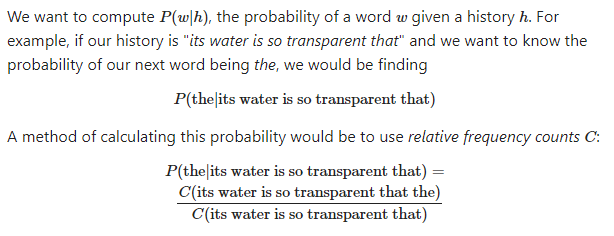 We want to compute P(w|h), the probability of a word w given a history h. For
example, if our history is "its water is so transparent that" and we want to know the
probability of our next word being the, we would be finding
P(the|its water is so transparent that)
A method of calculating this probability would be to use relative frequency counts C:
P(the|its water is so transparent that) =
C(its water is so transparent that the)
C(its water is so transparent that)